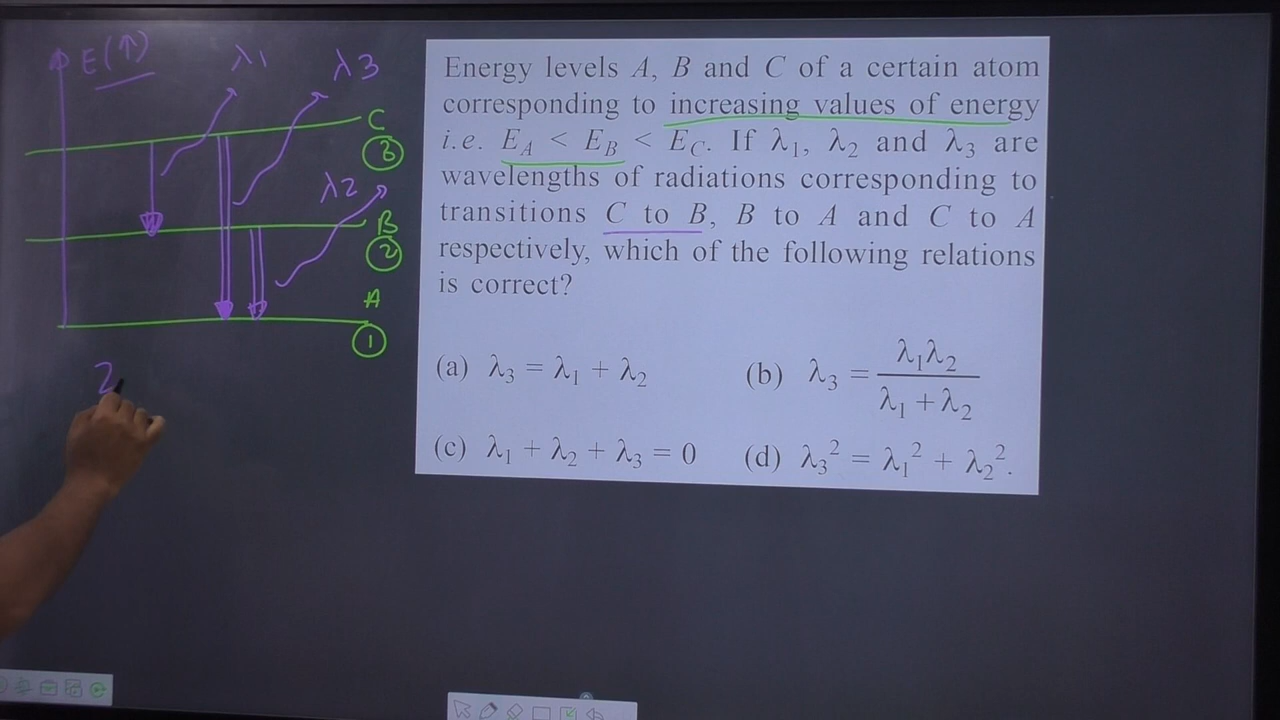 E(↑)
λ1
λ3
C
3
λ2
B
2
A
1
2
Energy levels A, B and C of a certain atom
corresponding to increasing values of energy
i.e. E_A < E_B < E_C. If λ₁, λ₂ and λ₃ are
wavelengths of radiations corresponding to
transitions C to B, B to A and C to A
respectively, which of the following relations
is correct?
(a) λ₃ = λ₁ + λ₂
(b) λ₃ = λ₁λ₂ / λ₁ + λ₂
(c) λ₁ + λ₂ + λ₃ = 0
(d) λ₃² = λ₁² + λ₂².